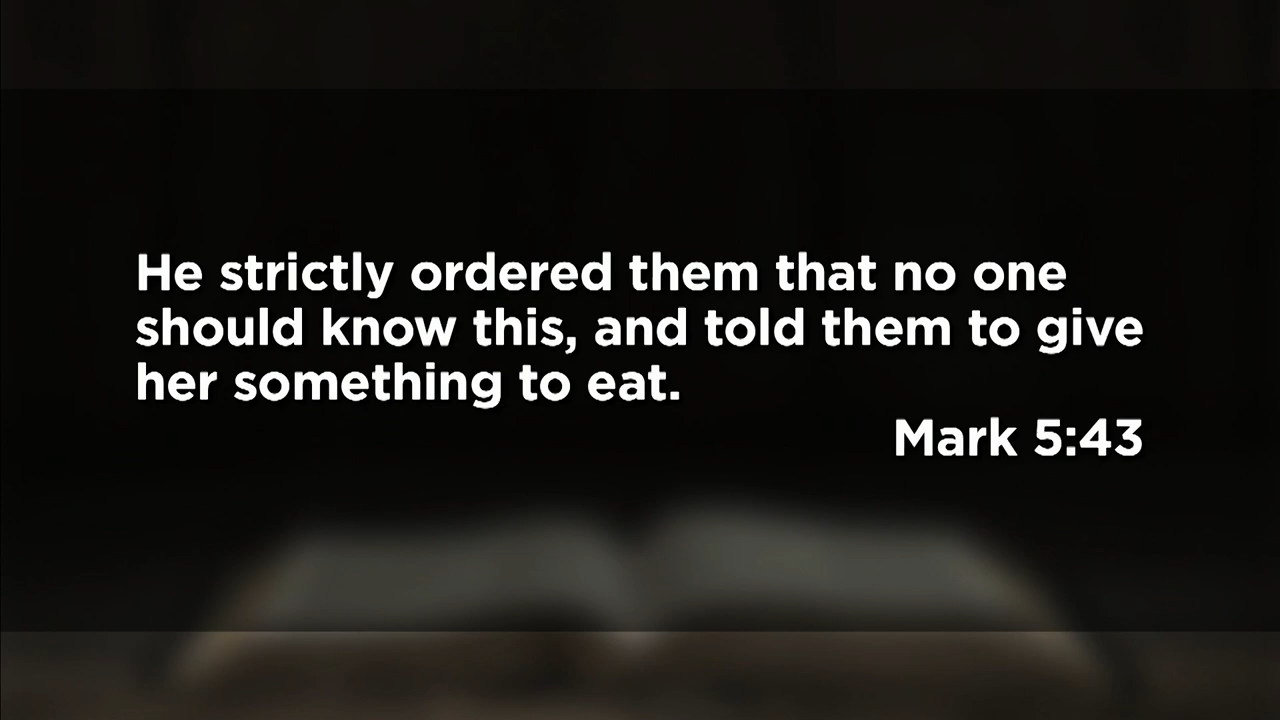 He strictly ordered them that no one
should know this, and told them to give
her something to eat.
Mark 5:43